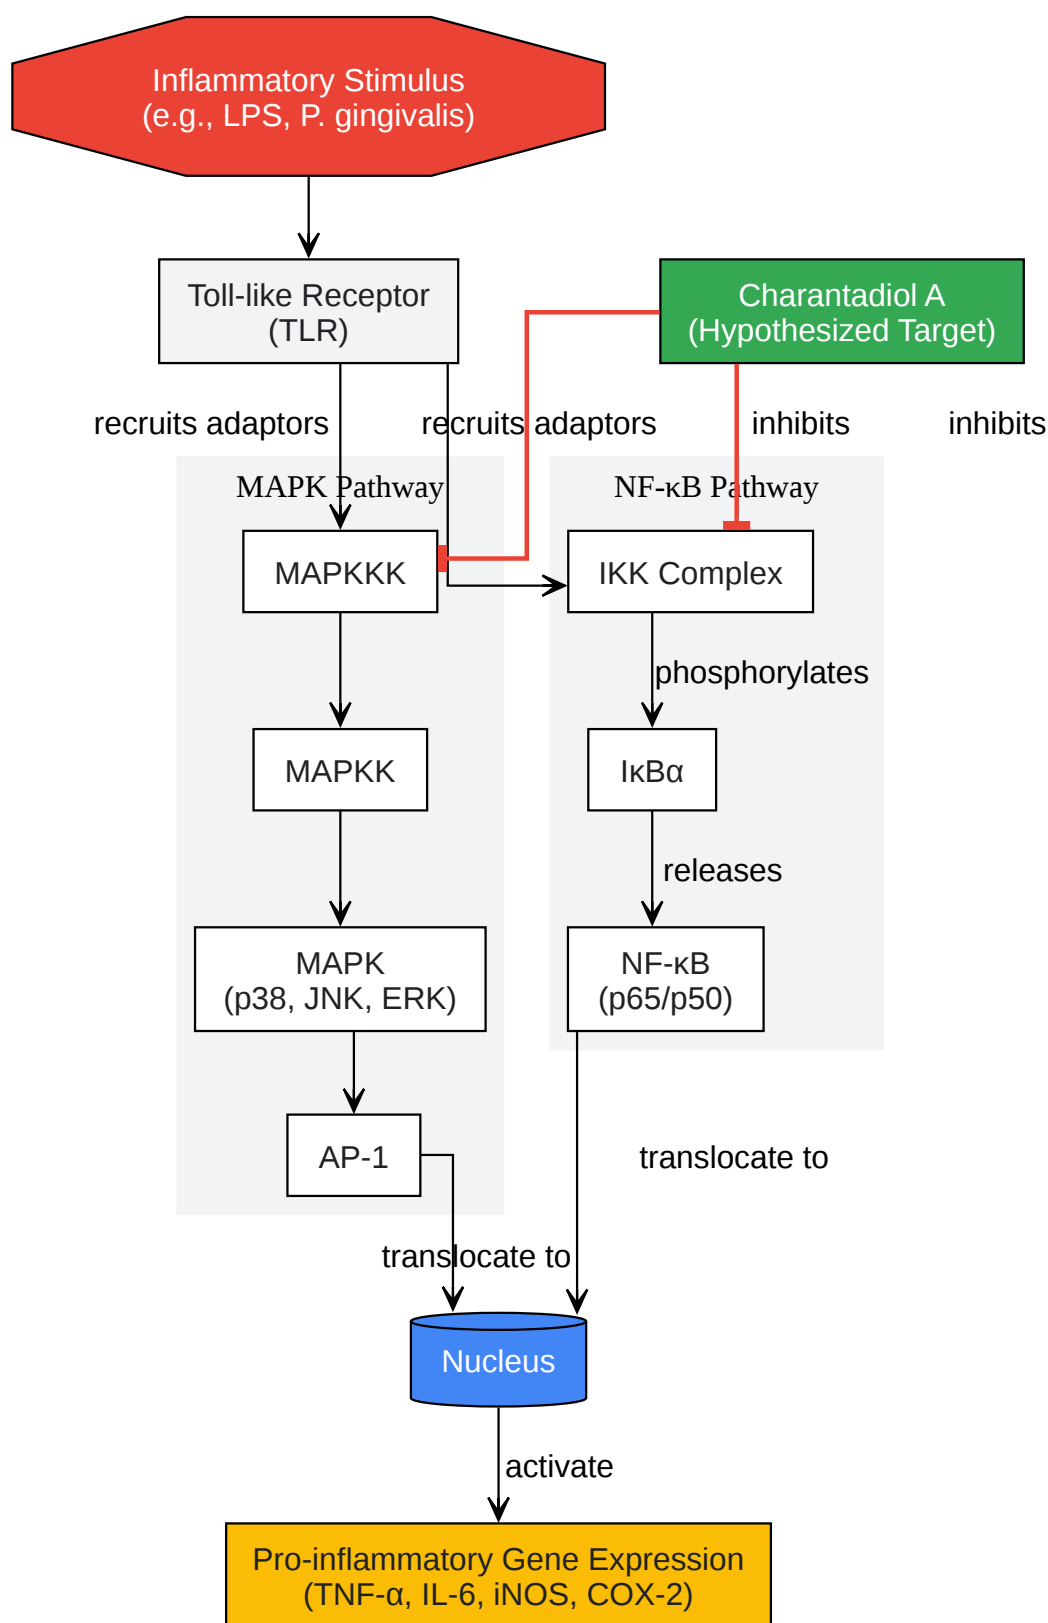 Inflammatory Stimulus
(e.g., LPS, P. gingivalis)
Toll-like Receptor
(TLR)
Charantadiol A
(Hypothesized Target)
recruits adaptors
recruits adaptors
inhibits
inhibits
MAPK Pathway
NF-κB Pathway
MAPKKK
IKK Complex
phosphorylates
MAPKK
IκBα
releases
MAPK
(p38, JNK, ERK)
NF-κB
(p65/p50)
AP-1
translocate to
translocate to
Nucleus
activate
Pro-inflammatory Gene Expression
(TNF-α, IL-6, iNOS, COX-2)